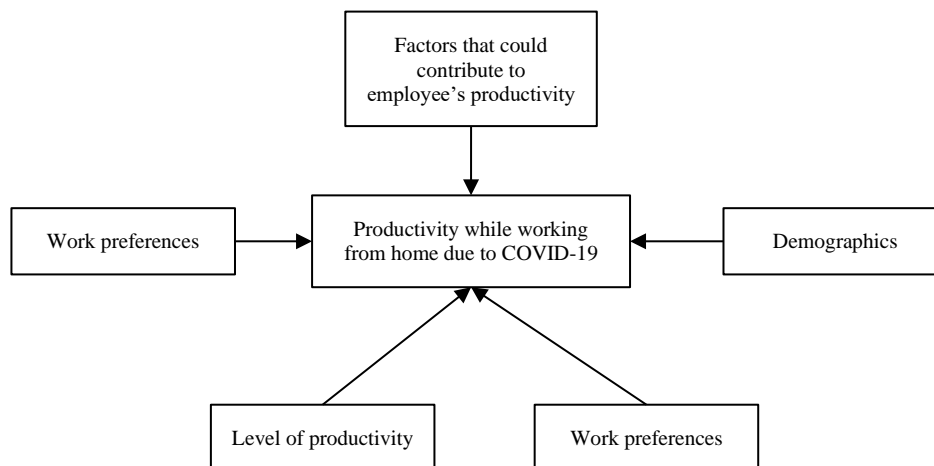 Factors that could
contribute to
employee’s productivity
Work preferences
Productivity while working
from home due to COVID-19
Demographics
Level of productivity
Work preferences